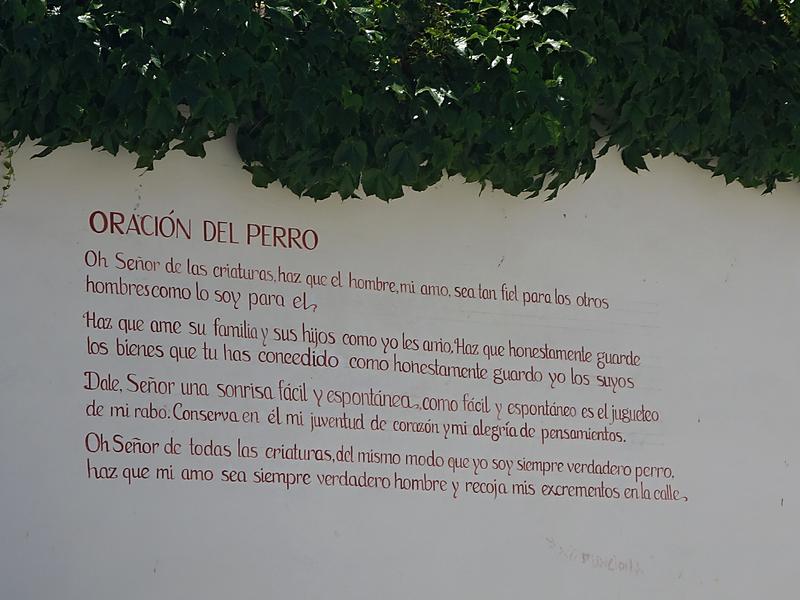 ORACIÓN DEL PERRO
Oh Señor de las criaturas, haz que el hombre, mi amo, sea tan fiel para los otros
hombres como lo soy para el,
Haz que ame su familia y sus hijos como yo les amo, Haz que honestamente guarde
los bienes que tu has concedido como honestamente guardo yo los suyos
Dale, Señor una sonrisa fácil y espontánea, como fácil y espontáneo es el jugueteo
de mi rabo. Conserva en él mi juventud de corazón y mi alegría de pensamientos.
Oh Señor de todas las criaturas, del mismo modo que yo soy siempre verdadero perro,
haz que mi amo sea siempre verdadero hombre y recoja mis excrementos en la calle,